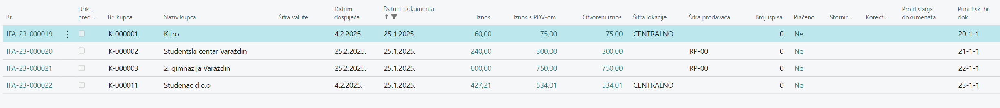 Br. Dok... pred... Br. kupca Naziv kupca Šifra valute Datum dospijeća Datum dokumenta ↑ Iznos Iznos s PDV-om Otvoreni iznos Šifra lokacije Šifra prodavača Broj ispisa Plaćeno Stornir... Korekti... Profil slanja dokumenata Puni fisk. br. dok.
IFA-23-000019 K-000001 Kitro 4.2.2025. 25.1.2025. 60,00 75,00 75,00 CENTRALNO 0 Ne 20-1-1
IFA-23-000020 K-000002 Studentski centar Varaždin 25.2.2025. 25.1.2025. 240,00 300,00 300,00 RP-00 0 Ne 21-1-1
IFA-23-000021 K-000003 2. gimnazija Varaždin 25.2.2025. 25.1.2025. 600,00 750,00 750,00 RP-00 0 Ne 22-1-1
IFA-23-000022 K-000011 Studenac d.o.o 4.2.2025. 25.1.2025. 427,21 534,01 534,01 CENTRALNO 0 Ne 23-1-1